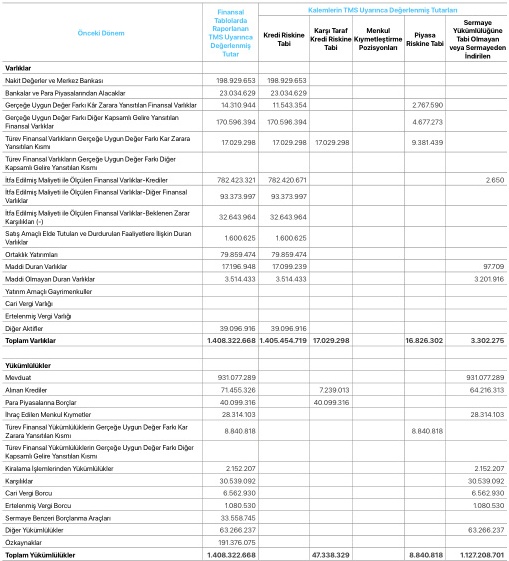 Önceki Dönem
Finansal
Tablolarda
Raporlanan
TMS Uyarınca
Değerlenmiş
Tutar
Kalemlerin TMS Uyarınca Değerlenmiş Tutarları
Kredi Riskine
Tabi
Karşı Taraf
Kredi Riskine
Tabi
Menkul
Kıymetleştirme
Pozisyonları
Piyasa
Riskine Tabi
Sermaye
Yükümlülüğüne
Tabi Olmayan
veya Sermayeden
İndirilen
Varlıklar
Nakit Değerler ve Merkez Bankası 198.929.653 198.929.653
Bankalar ve Para Piyasalarından Alacaklar 23.034.629 23.034.629
Gerçeğe Uygun Değer Farkı Kâr Zarara Yansıtılan Finansal Varlıklar 14.310.944 11.543.354 2.767.590
Gerçeğe Uygun Değer Farkı Diğer Kapsamlı Gelire Yansıtılan
Finansal Varlıklar 170.596.394 170.596.394 4.677.273
Türev Finansal Varlıkların Gerçeğe Uygun Değer Farkı Kar Zarara
Yansıtılan Kısmı 17.029.298 17.029.298 17.029.298 9.381.439
Türev Finansal Varlıkların Gerçeğe Uygun Değer Farkı Diğer
Kapsamlı Gelire Yansıtılan Kısmı
İtfa Edilmiş Maliyeti ile Ölçülen Finansal Varlıklar-Krediler 782.423.321 782.420.671 2.650
İtfa Edilmiş Maliyeti ile Ölçülen Finansal Varlıklar-Diğer Finansal
Varlıklar 93.373.997 93.373.997
İtfa Edilmiş Maliyeti ile Ölçülen Finansal Varlıklar-Beklenen Zarar
Karşılıkları (-) 32.643.964 32.643.964
Satış Amaçlı Elde Tutulan ve Durdurulan Faaliyetlere İlişkin Duran
Varlıklar 1.600.625 1.600.625
Ortaklık Yatırımları 79.859.474 79.859.474
Maddi Duran Varlıklar 17.196.948 17.099.239 97.709
Maddi Olmayan Duran Varlıklar 3.514.433 3.514.433 3.201.916
Yatırım Amaçlı Gayrimenkuller
Cari Vergi Varlığı
Ertelenmiş Vergi Varlığı
Diğer Aktifler 39.096.916 39.096.916
Toplam Varlıklar 1.408.322.668 1.405.454.719 17.029.298 16.826.302 3.302.275
Yükümlülükler
Mevduat 931.077.289 931.077.289
Alınan Krediler 71.455.326 7.239.013 64.216.313
Para Piyasalarına Borçlar 40.099.316 40.099.316
İhraç Edilen Menkul Kıymetler 28.314.103 28.314.103
Türev Finansal Yükümlülüklerin Gerçeğe Uygun Değer Farkı Kar
Zarara Yansıtılan Kısmı 8.840.818 8.840.818
Türev Finansal Yükümlülüklerin Gerçeğe Uygun Değer Farkı Diğer
Kapsamlı Gelire Yansıtılan Kısmı
Kiralama İşlemlerinden Yükümlülükler 2.152.207 2.152.207
Karşılıklar 30.539.092 30.539.092
Cari Vergi Borcu 6.562.930 6.562.930
Ertelenmiş Vergi Borcu 1.080.530 1.080.530
Sermaye Benzeri Borçlanma Araçları 33.558.745
Diğer Yükümlülükler 63.266.237 63.266.237
Özkaynaklar 191.376.075
Toplam Yükümlülükler 1.408.322.668 47.338.329 8.840.818 1.127.208.701